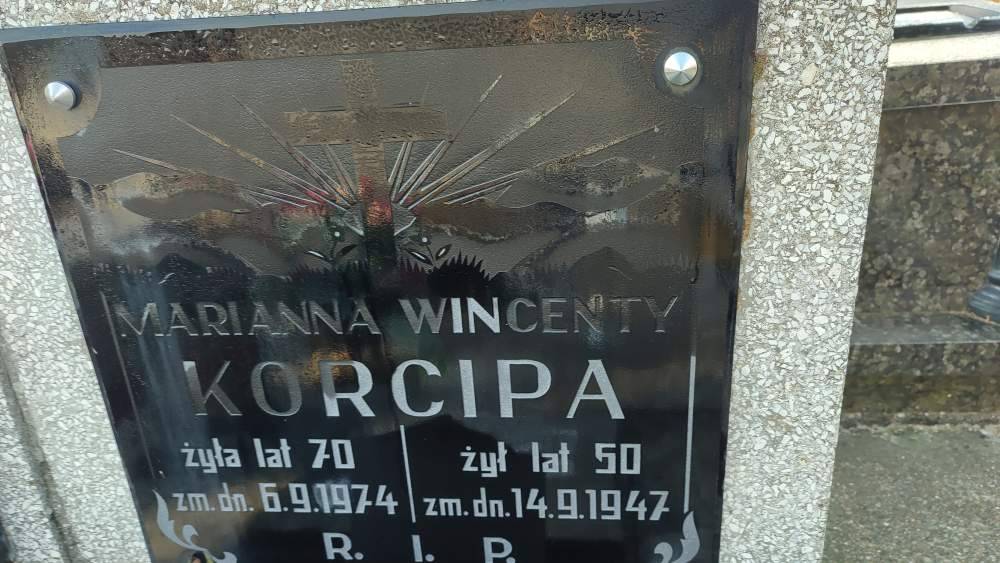 MARIANNA WINCENTY
KORCIPA
żyła lat 70 żył lat 50
zm. dn. 6.9.1974 zm. dn. 14.9.1947
R. I. P.